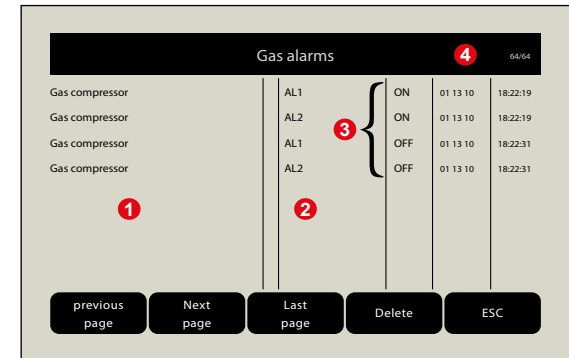 Gas alarms 4 64/64
Gas compressor AL1 ON 01 13 10 18:22:19
Gas compressor AL2 ON 01 13 10 18:22:19
3
Gas compressor AL1 OFF 01 13 10 18:22:31
Gas compressor AL2 OFF 01 13 10 18:22:31
1 2
previous page
Next page
Last page
Delete
ESC